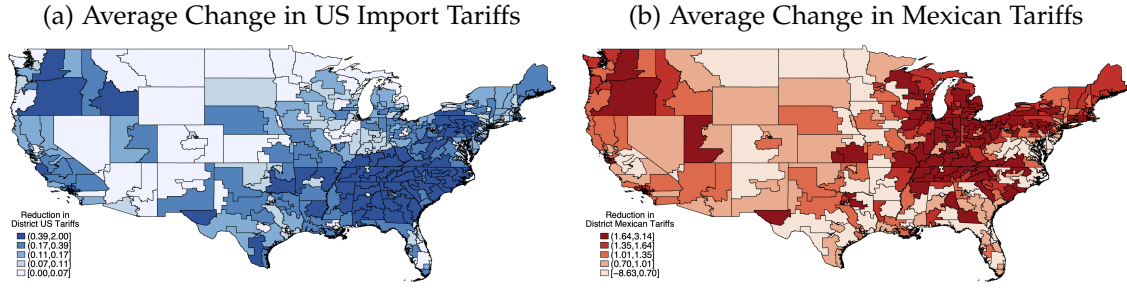 (a) Average Change in US Import Tariffs
(b) Average Change in Mexican Tariffs
Reduction in
District US Tariffs
(0.39,2.00]
(0.17,0.39]
(0.11,0.17]
(0.07,0.11]
[0.00,0.07]
Reduction in
District Mexican Tariffs
(1.64,3.14]
(1.35,1.64]
(1.01,1.35]
(0.70,1.01]
[−8.63,0.70]